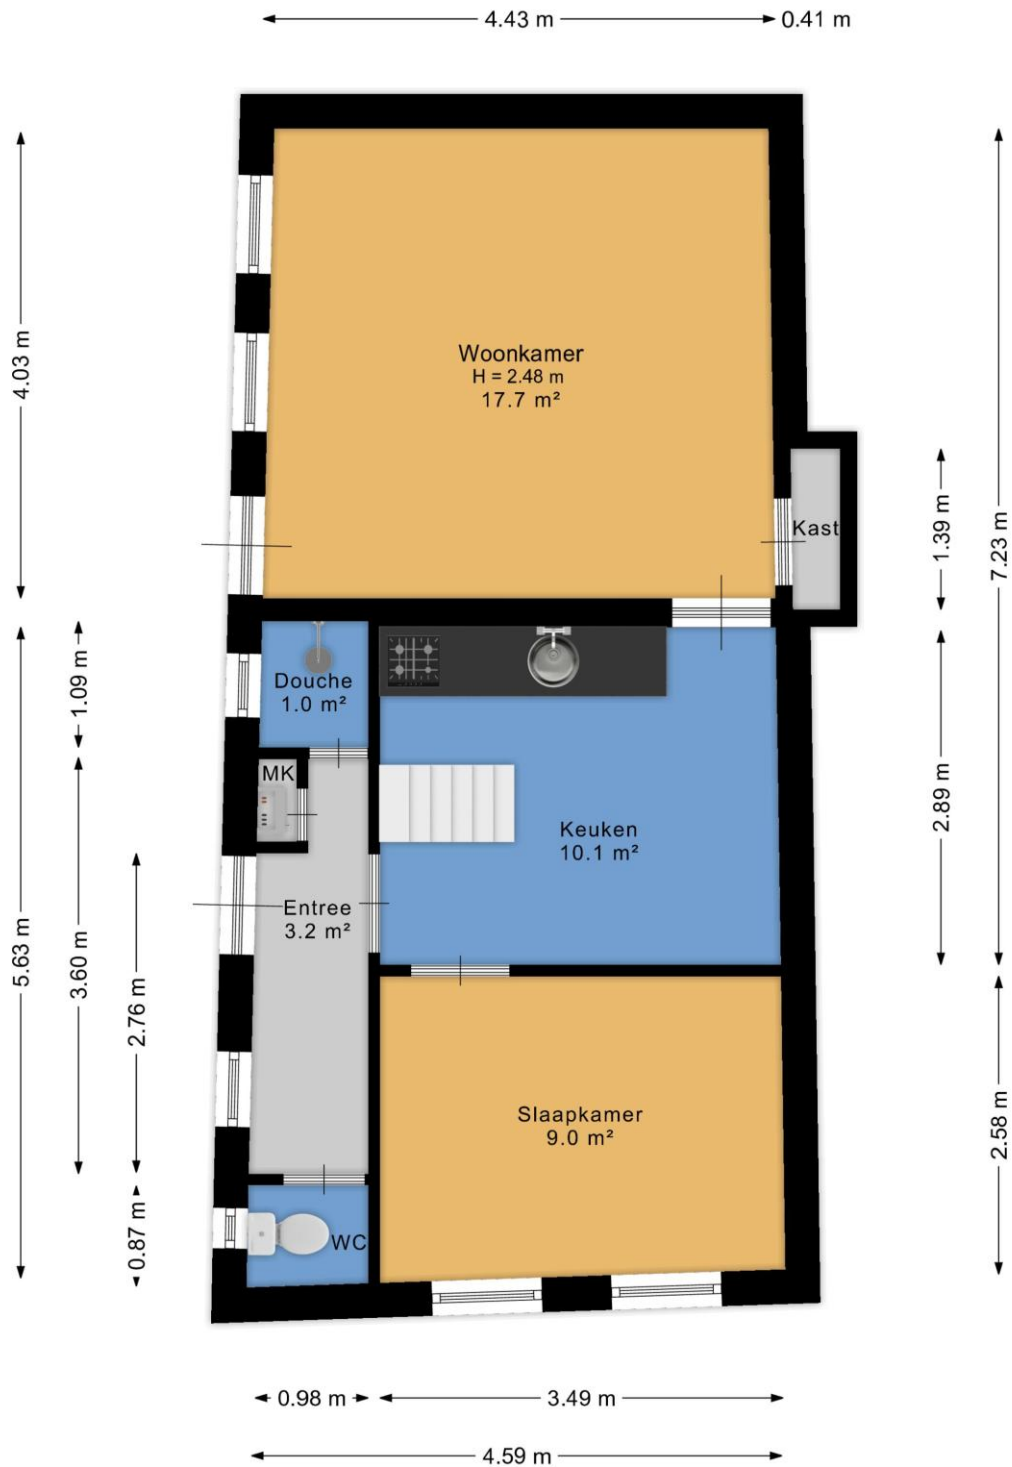 4.43 m
0.41 m
4.03 m
Woonkamer
H = 2.48 m
17.7 m²
Kast
1.39 m
7.23 m
1.09 m
Douche
1.0 m²
MK
Keuken
10.1 m²
2.89 m
Entree
3.2 m²
5.63 m
3.60 m
2.76 m
Slaapkamer
9.0 m²
2.58 m
0.87 m
WC
0.98 m
3.49 m
4.59 m